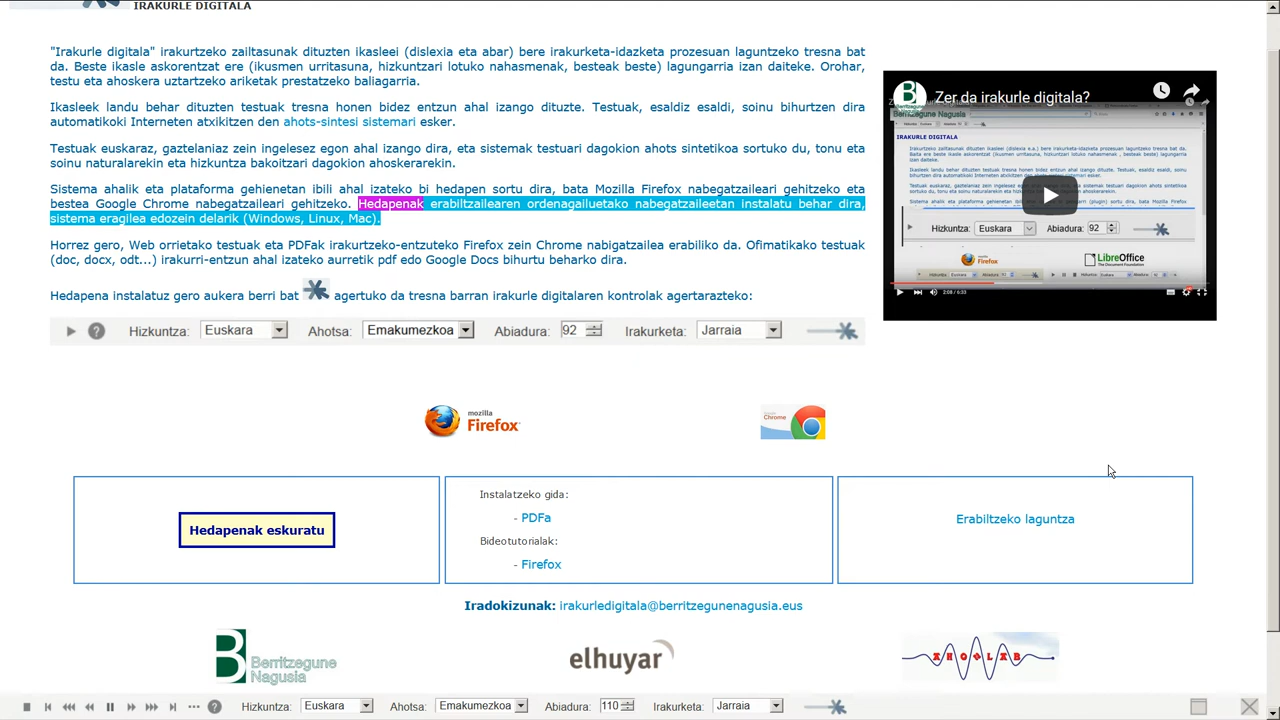 IRAKURLE DIGITALA
"Irakurle digitala" irakurtzeko zailtasunak dituzten ikasleei (dislexia eta abar) bere irakurketa-idazketa prozesuan laguntzeko tresna bat
da. Beste ikasle askorentzat ere (ikusmen urritasuna, hizkuntzari lotuko nahasmenak, besteak beste) lagungarria izan daiteke. Orohar,
testu eta ahoskera uztartzeko ariketak prestatzeko baliagarria.
Ikasleek landu behar dituzten testuak tresna honen bidez entzun ahal izango dituzte. Testuak, esaldiz esaldi, soinu bihurtzen dira
automatikoki Interneten atxikitzen den ahots-sintesi sistemari esker.
Testuak euskaraz, gaztelaniaz zein ingelesez egon ahal izango dira, eta sistemak testuari dagokion ahots sintetikoa sortuko du, tonu eta
soinu naturalarekin eta hizkuntza bakoitzari dagokion ahoskerarekin.
Sistema ahalik eta plataforma gehienetan ibili ahalizateko bi hedapen sortu dira, bata Mozilla Firefox nabegatzaileari gehitzeko eta
bestea Google Chrome nabegatzaileari gehitzeko. Hedapenak erabiltzailearen ordenagailuetako nabegatzaileetan instalatu behar dira,
sistema eragilea edozein delarik (Windows, Linux, Mac).
Horrez gero, Web orrietako testuak eta PDFak irakurtzeko-entzuteko Firefox zein Chrome nabigatzailea erabiliko da. Ofimatikako testuak
(doc, docx, odt...) irakurri-entzun ahal izateko aurretik pdf edo Google Docs bihurtu beharko dira.
Hedapena instalatuz gero aukera berri bat agertuko da tresna barran irakurle digitalaren kontrolak agertarazteko:
Hizkuntza: Euskara Ahotsa: Emakumezkoa Abiadura: 92 Irakurketa: Jarraia
Zer da irakurle digitala?
Berritzegune
Nagusia
IRAKURLE DIGITALA
Hizkuntza: Euskara Abiadura: 92
Firefox
LibreOffice
The Document Foundation
2:08 / 6:33
mozilla
Firefox
Chrome
Hedapenak eskuratu
Instalatzeko gida:
- PDFa
Bideotutorialak:
- Firefox
Erabiltzeko laguntza
Iradokizunak: irakurledigitala@berritzegunenagusia.eus
Berritzegune
Nagusia
elhuyar
AHOLAB
Hizkuntza: Euskara Ahotsa: Emakumezkoa Abiadura: 110 Irakurketa: Jarraia